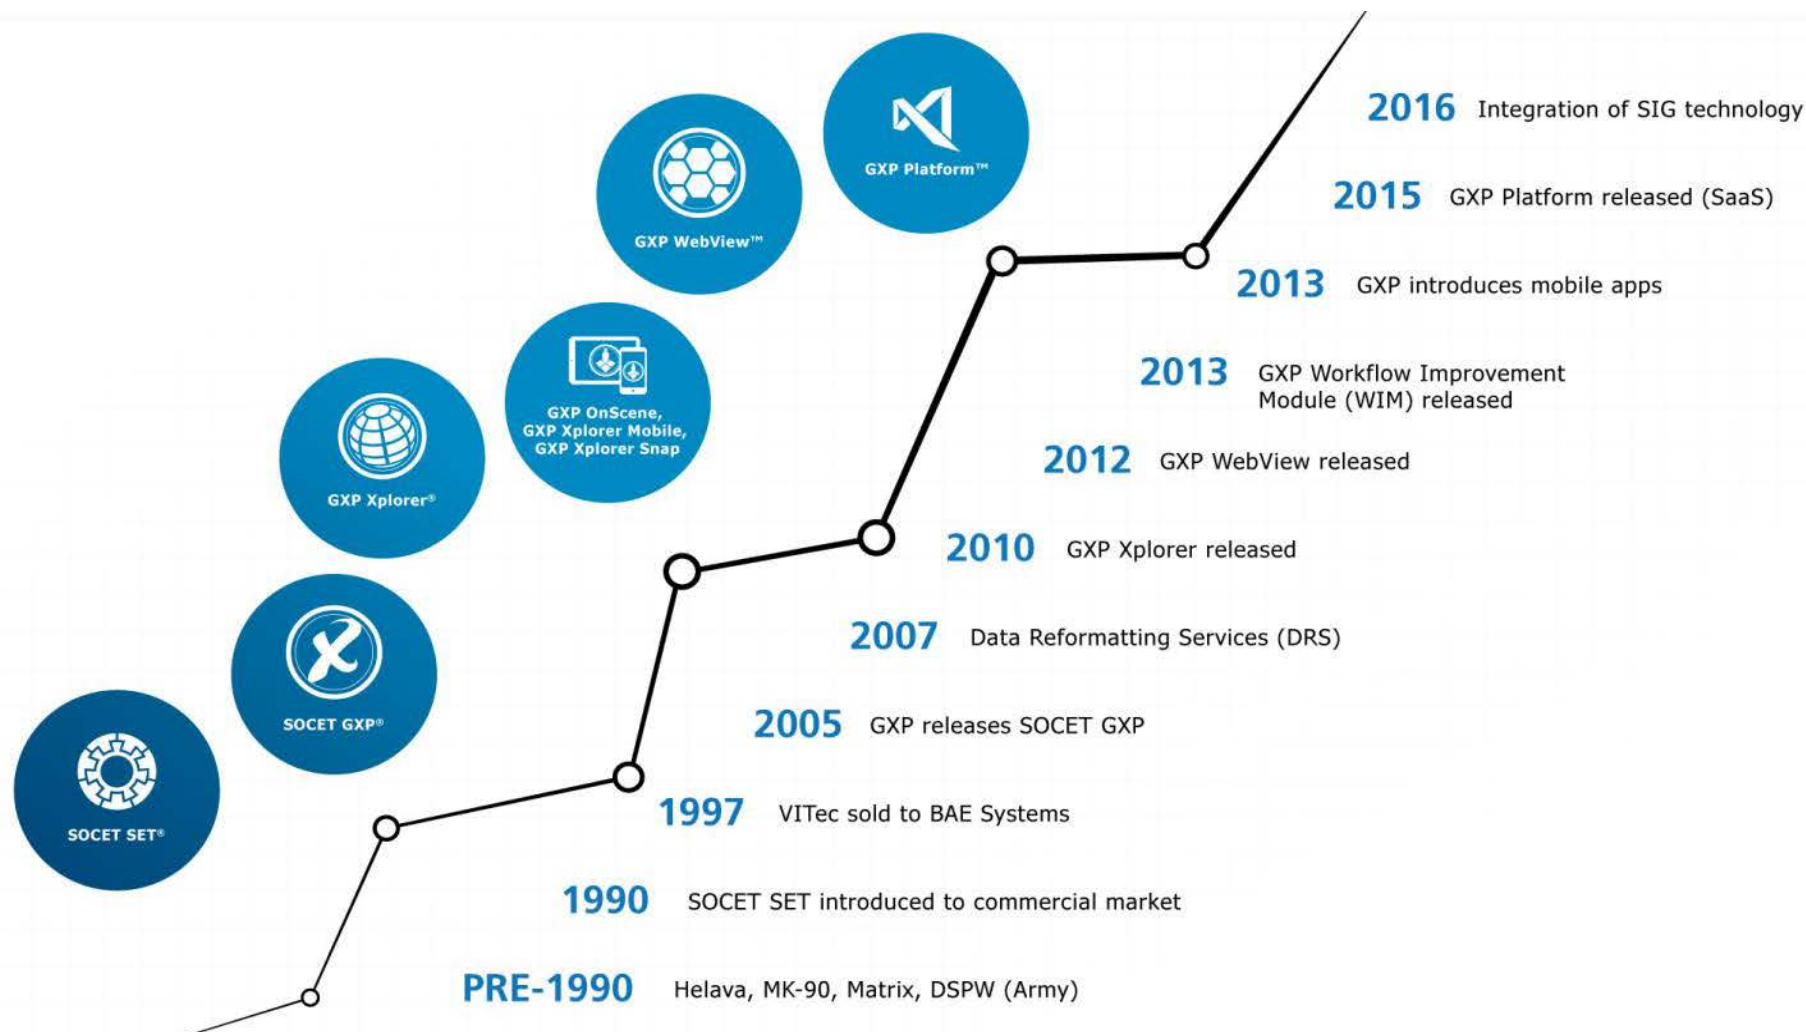 GXP Platform™
GXP WebView™
GXP OnScene,
GXP Xplorer Mobile,
GXP Xplorer Snap
GXP Xplorer®
SOCET GXP®
SOCET SET®
2016 Integration of SIG technology
2015 GXP Platform released (SaaS)
2013 GXP introduces mobile apps
2013 GXP Workflow Improvement
Module (WIM) released
2012 GXP WebView released
2010 GXP Xplorer released
2007 Data Reformatting Services (DRS)
2005 GXP releases SOCET GXP
1997 VITec sold to BAE Systems
1990 SOCET SET introduced to commercial market
PRE-1990 Helava, MK-90, Matrix, DSPW (Army)